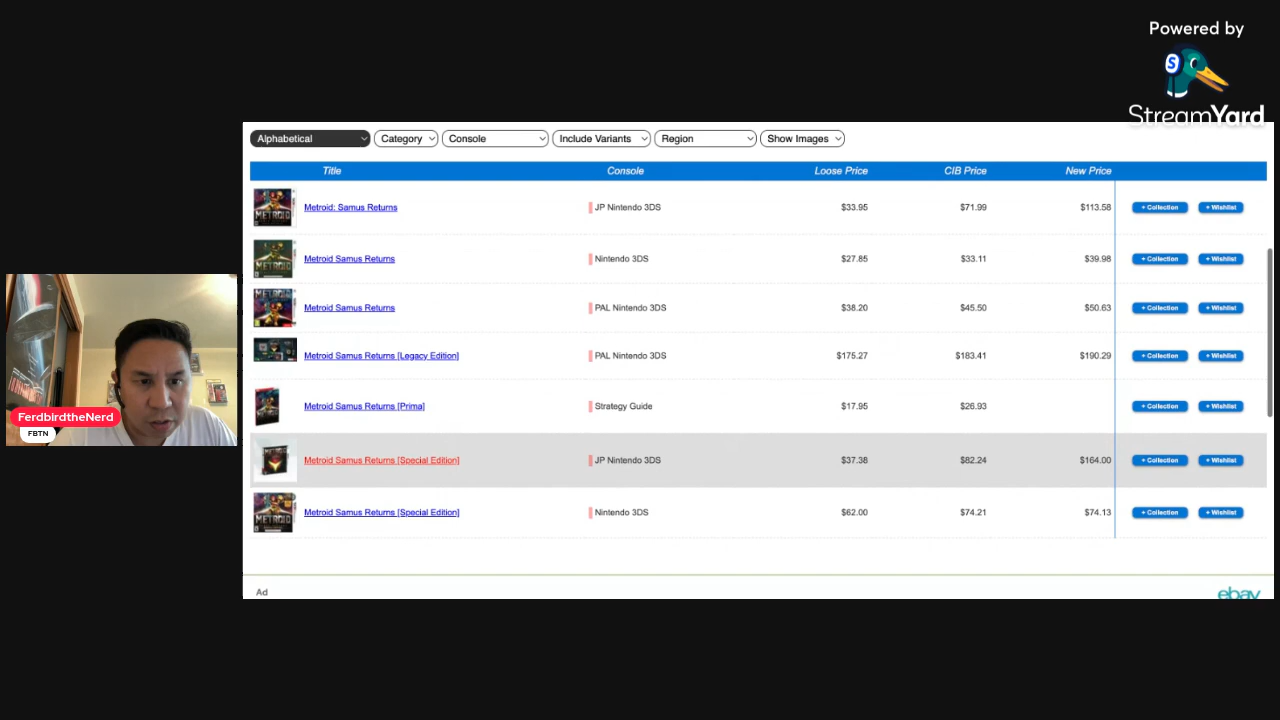 Powered by
StreamYard
Alphabetical Category Console Include Variants Region Show Images
Title Console Loose Price CIB Price New Price
Metroid: Samus Returns JP Nintendo 3DS $33.95 $71.99 $113.58 + Collection + Wishlist
Metroid Samus Returns Nintendo 3DS $27.85 $33.11 $39.98 + Collection + Wishlist
Metroid Samus Returns PAL Nintendo 3DS $38.20 $45.50 $50.63 + Collection + Wishlist
Metroid Samus Returns [Legacy Edition] PAL Nintendo 3DS $175.27 $183.41 $190.29 + Collection + Wishlist
Metroid Samus Returns [Prima] Strategy Guide $17.95 $26.93 + Collection + Wishlist
Metroid Samus Returns [Special Edition] JP Nintendo 3DS $37.38 $82.24 $164.00 + Collection + Wishlist
Metroid Samus Returns [Special Edition] Nintendo 3DS $62.00 $74.21 $74.13 + Collection + Wishlist
Ad ebay
FerdbirdtheNerd
FBTN